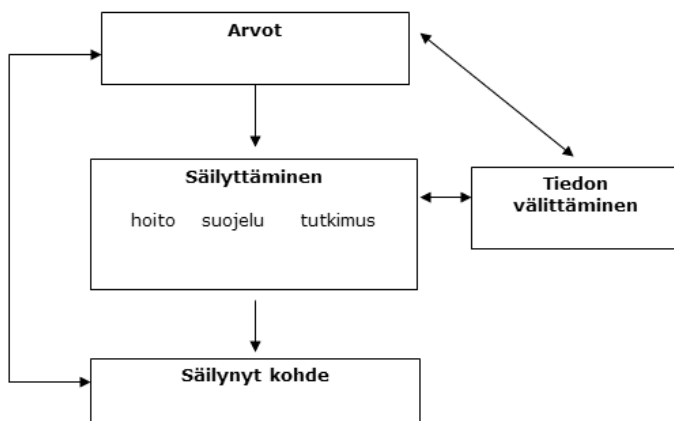 Arvot
Säilyttäminen
hoito suojelu tutkimus
Tiedon
välittäminen
Säilynyt kohde